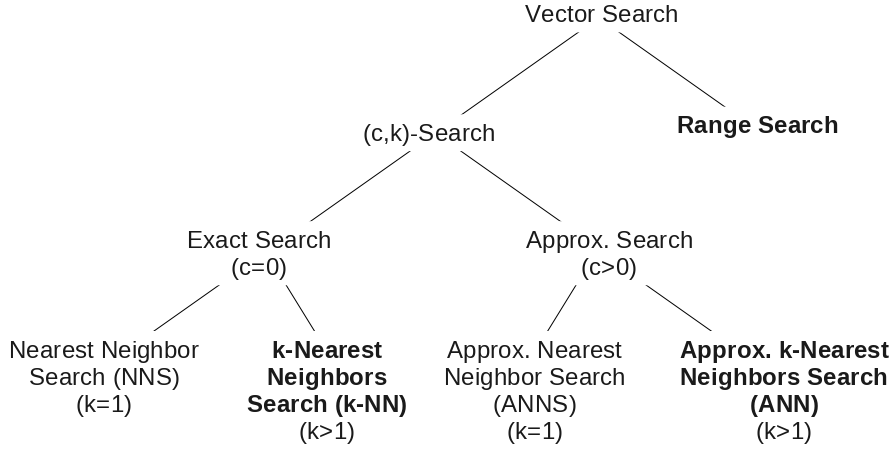 Vector Search
(c,k)-Search
Range Search
Exact Search
(c=0)
Approx. Search
(c>0)
Nearest Neighbor
Search (NNS)
(k=1)
k-Nearest
Neighbors
Search (k-NN)
(k>1)
Approx. Nearest
Neighbor Search
(ANNS)
(k=1)
Approx. k-Nearest
Neighbors Search
(ANN)
(k>1)